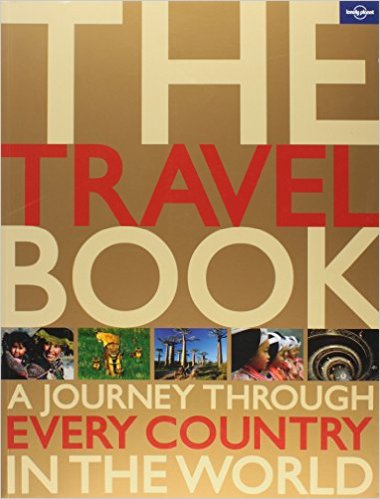 lonely planet
THE
TRAVEL
BOOK
A JOURNEY THROUGH
EVERY COUNTRY
IN THE WORLD